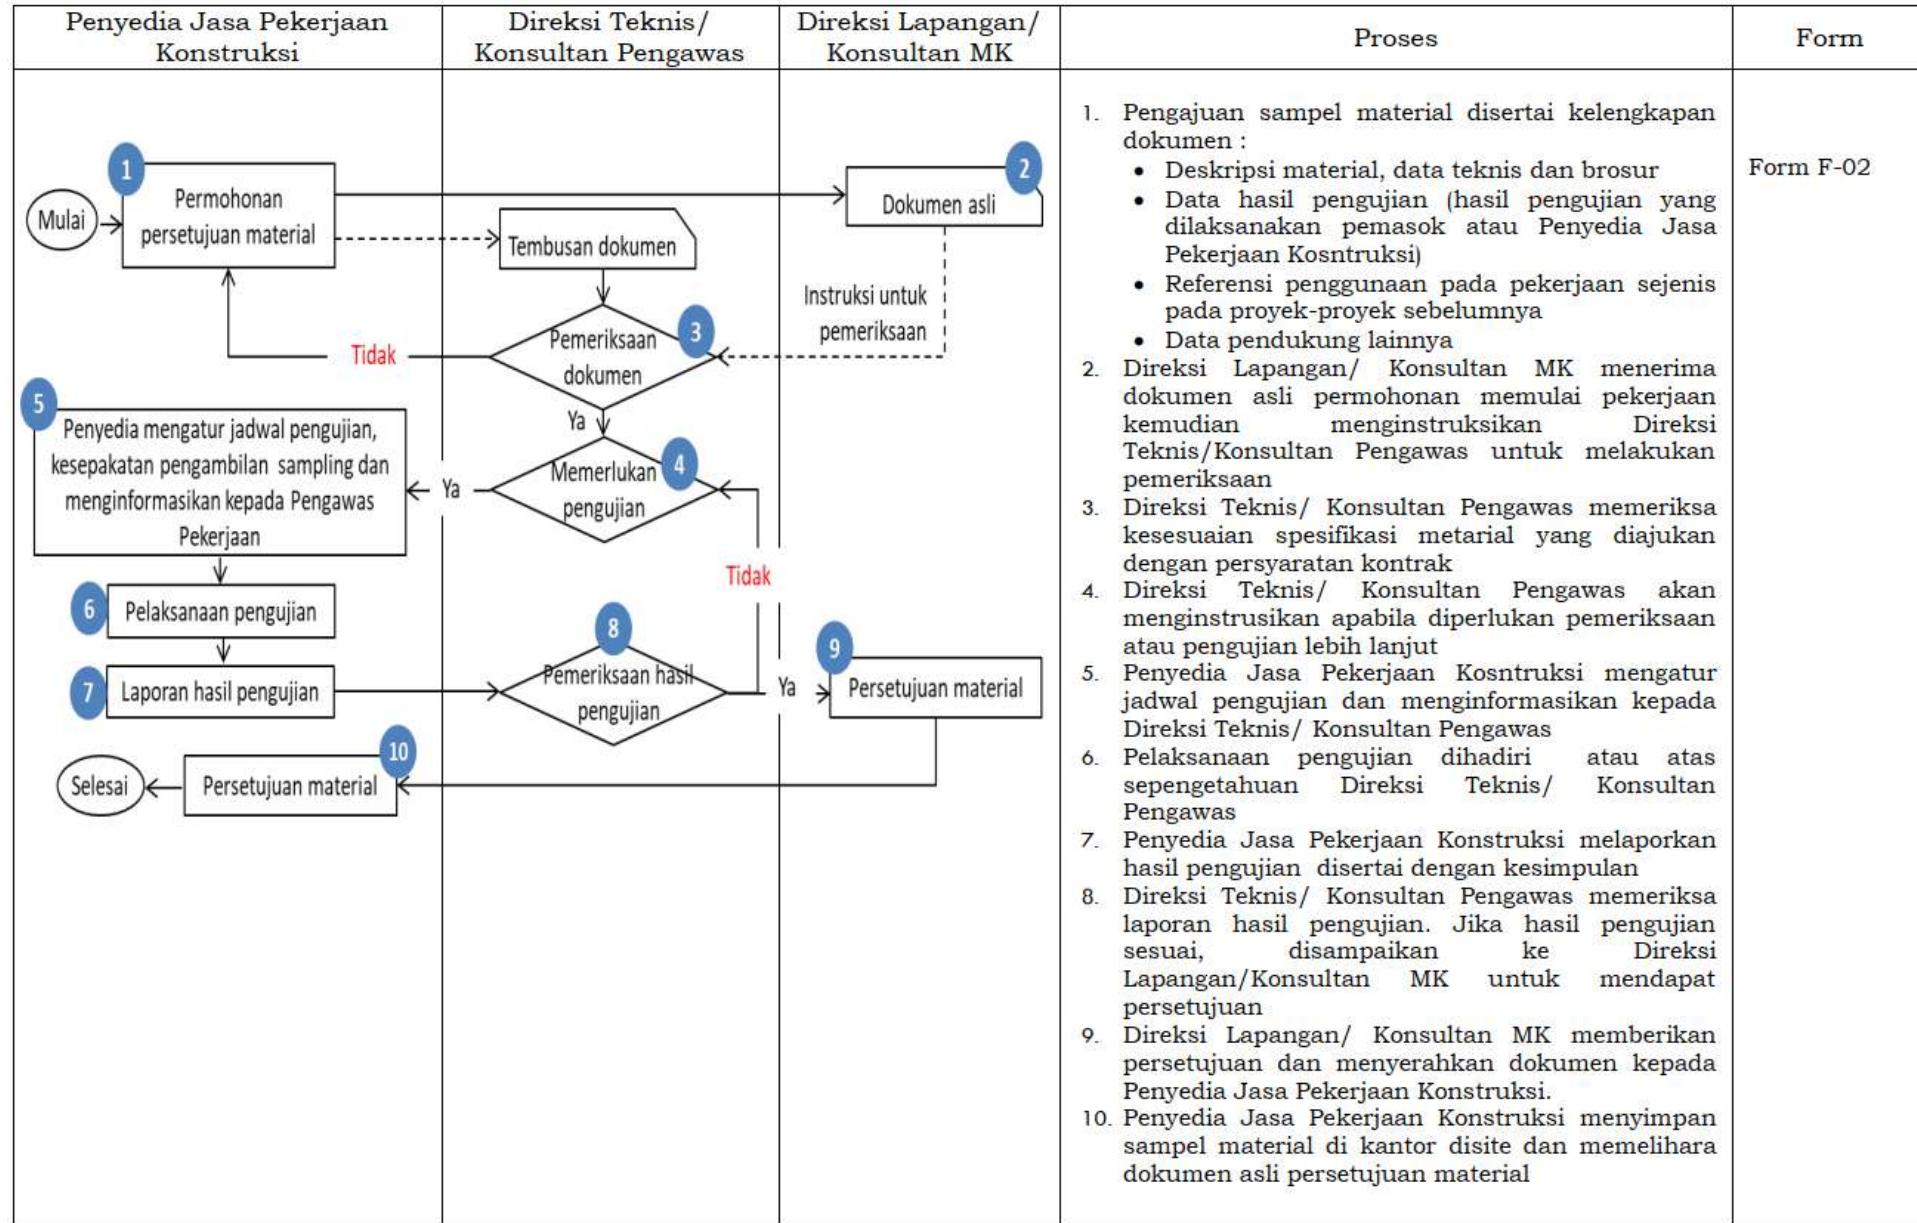 Penyedia Jasa Pekerjaan
Konstruksi
Direksi Teknis/
Konsultan Pengawas
Direksi Lapangan/
Konsultan MK
Proses
Form
Mulai
1
Permohonan
persetujuan material
2
Dokumen asli
Tembusan dokumen
Instruksi untuk
pemeriksaan
3
Pemeriksaan
dokumen
Tidak
Ya
4
Memerlukan
pengujian
Ya
5
Penyedia mengatur jadwal pengujian,
kesepakatan pengambilan sampling dan
menginformasikan kepada Pengawas
Pekerjaan
6
Pelaksanaan pengujian
7
Laporan hasil pengujian
Tidak
8
Pemeriksaan hasil
pengujian
Ya
9
Persetujuan material
10
Persetujuan material
Selesai
1. Pengajuan sampel material disertai kelengkapan
dokumen :
• Deskripsi material, data teknis dan brosur
• Data hasil pengujian (hasil pengujian yang
dilaksanakan pemasok atau Penyedia Jasa
Pekerjaan Kosntruksi)
• Referensi penggunaan pada pekerjaan sejenis
pada proyek-proyek sebelumnya
• Data pendukung lainnya
2. Direksi Lapangan/ Konsultan MK menerima
dokumen asli permohonan memulai pekerjaan
kemudian menginstruksikan Direksi
Teknis/Konsultan Pengawas untuk melakukan
pemeriksaan
3. Direksi Teknis/ Konsultan Pengawas memeriksa
kesesuaian spesifikasi metarial yang diajukan
dengan persyaratan kontrak
4. Direksi Teknis/ Konsultan Pengawas akan
menginstrusikan apabila diperlukan pemeriksaan
atau pengujian lebih lanjut
5. Penyedia Jasa Pekerjaan Kosntruksi mengatur
jadwal pengujian dan menginformasikan kepada
Direksi Teknis/ Konsultan Pengawas
6. Pelaksanaan pengujian dihadiri atau atas
sepengetahuan Direksi Teknis/ Konsultan
Pengawas
7. Penyedia Jasa Pekerjaan Konstruksi melaporkan
hasil pengujian disertai dengan kesimpulan
8. Direksi Teknis/ Konsultan Pengawas memeriksa
laporan hasil pengujian. Jika hasil pengujian
sesuai, disampaikan ke Direksi
Lapangan/Konsultan MK untuk mendapat
persetujuan
9. Direksi Lapangan/ Konsultan MK memberikan
persetujuan dan menyerahkan dokumen kepada
Penyedia Jasa Pekerjaan Konstruksi.
10. Penyedia Jasa Pekerjaan Konstruksi menyimpan
sampel material di kantor disite dan memelihara
dokumen asli persetujuan material
Form F-02